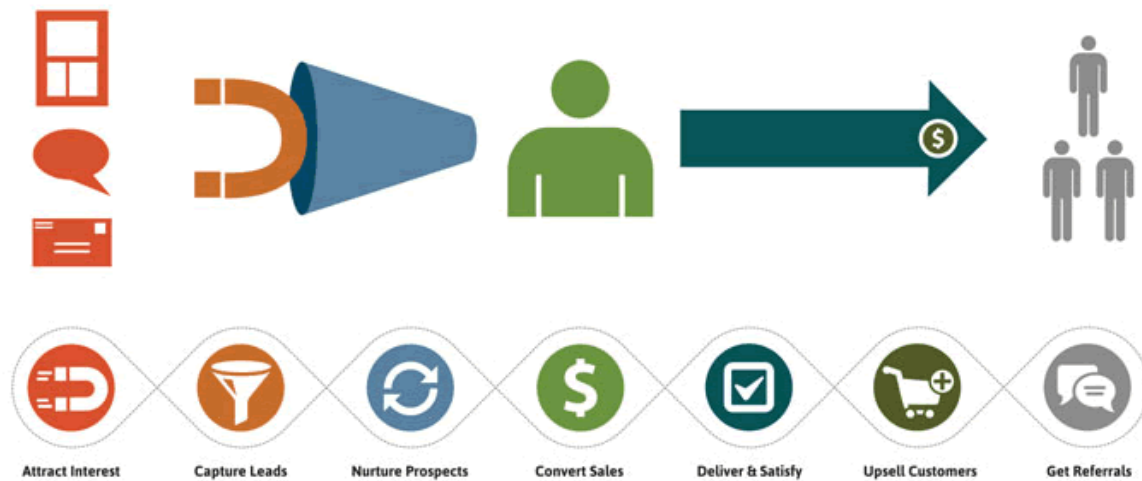 $
$
Attract Interest
Capture Leads
Nurture Prospects
Convert Sales
Deliver & Satisfy
Upsell Customers
Get Referrals